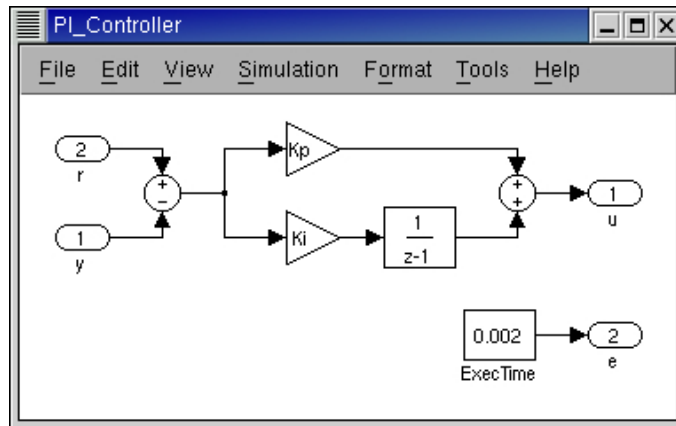 PI_Controller
File Edit View Simulation Format Tools Help
2
r
+
−
1
y
Kp
Ki
1
z-1
+
+
1
u
0.002
ExecTime
2
e